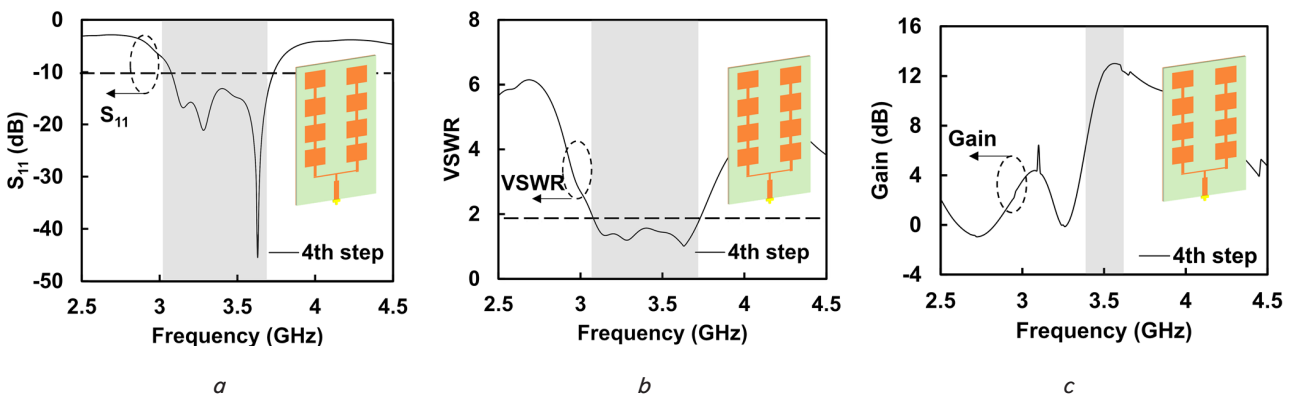 0
-10
-20
-30
-40
-50
S11 (dB)
S11
4th step
2.5 3 3.5 4 4.5
Frequency (GHz)
a
8
6
4
2
0
VSWR
VSWR
4th step
2.5 3 3.5 4 4.5
Frequency (GHz)
b
16
12
8
4
0
-4
Gain (dB)
Gain
4th step
2.5 3 3.5 4 4.5
Frequency (GHz)
c